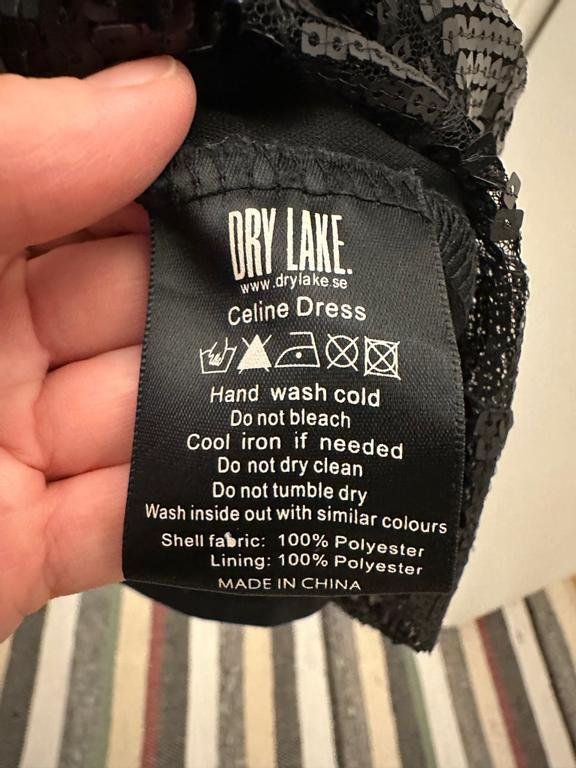 DRY LAKE.
www.drylake.se
Celine Dress
Hand wash cold
Do not bleach
Cool iron if needed
Do not dry clean
Do not tumble dry
Wash inside out with similar colours
Shell fabric: 100% Polyester
Lining: 100% Polyester
MADE IN CHINA